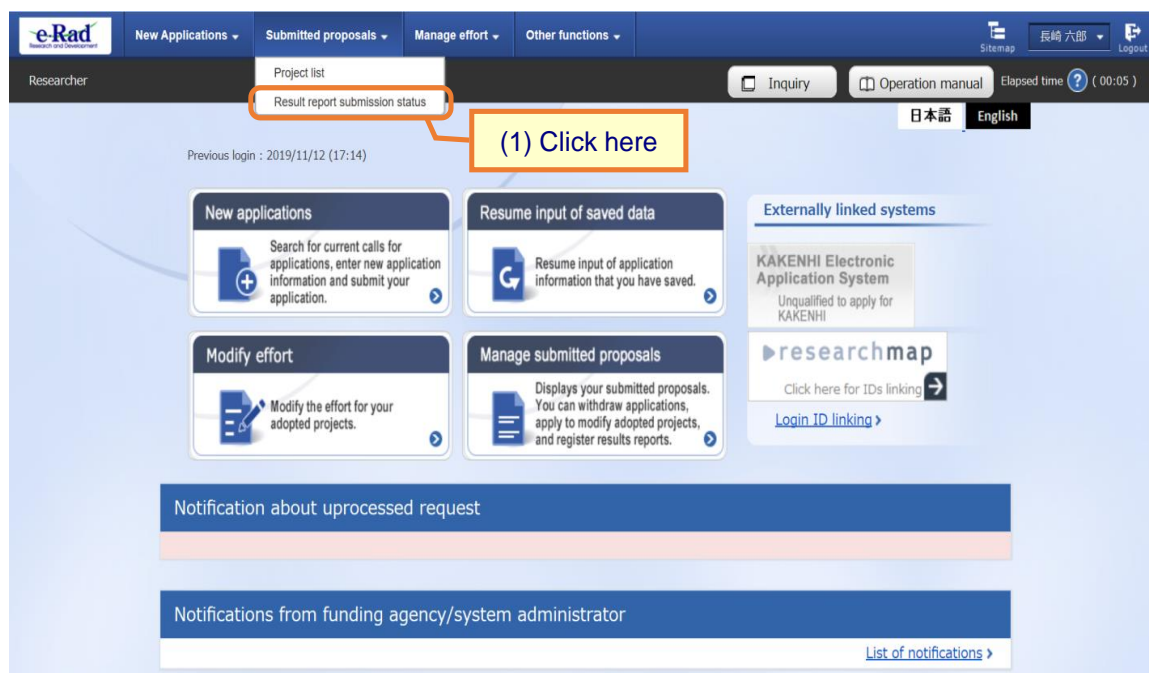 e-Rad
Research and Development
New Applications
Submitted proposals
Manage effort
Other functions
Sitemap
長崎 六郎
Logout
Researcher
Project list
Result report submission status
Inquiry
Operation manual
Elapsed time ? ( 00:05 )
日本語
English
(1) Click here
Previous login : 2019/11/12 (17:14)
New applications
Search for current calls for
applications, enter new application
information and submit your
application.
Resume input of saved data
Resume input of application
information that you have saved.
Externally linked systems
KAKENHI Electronic
Application System
Unqualified to apply for
KAKENHI
Modify effort
Modify the effort for your
adopted projects.
Manage submitted proposals
Displays your submitted proposals.
You can withdraw applications,
apply to modify adopted projects,
and register results reports.
researchmap
Click here for IDs linking
Login ID linking
Notification about uprocessed request
Notifications from funding agency/system administrator
List of notifications